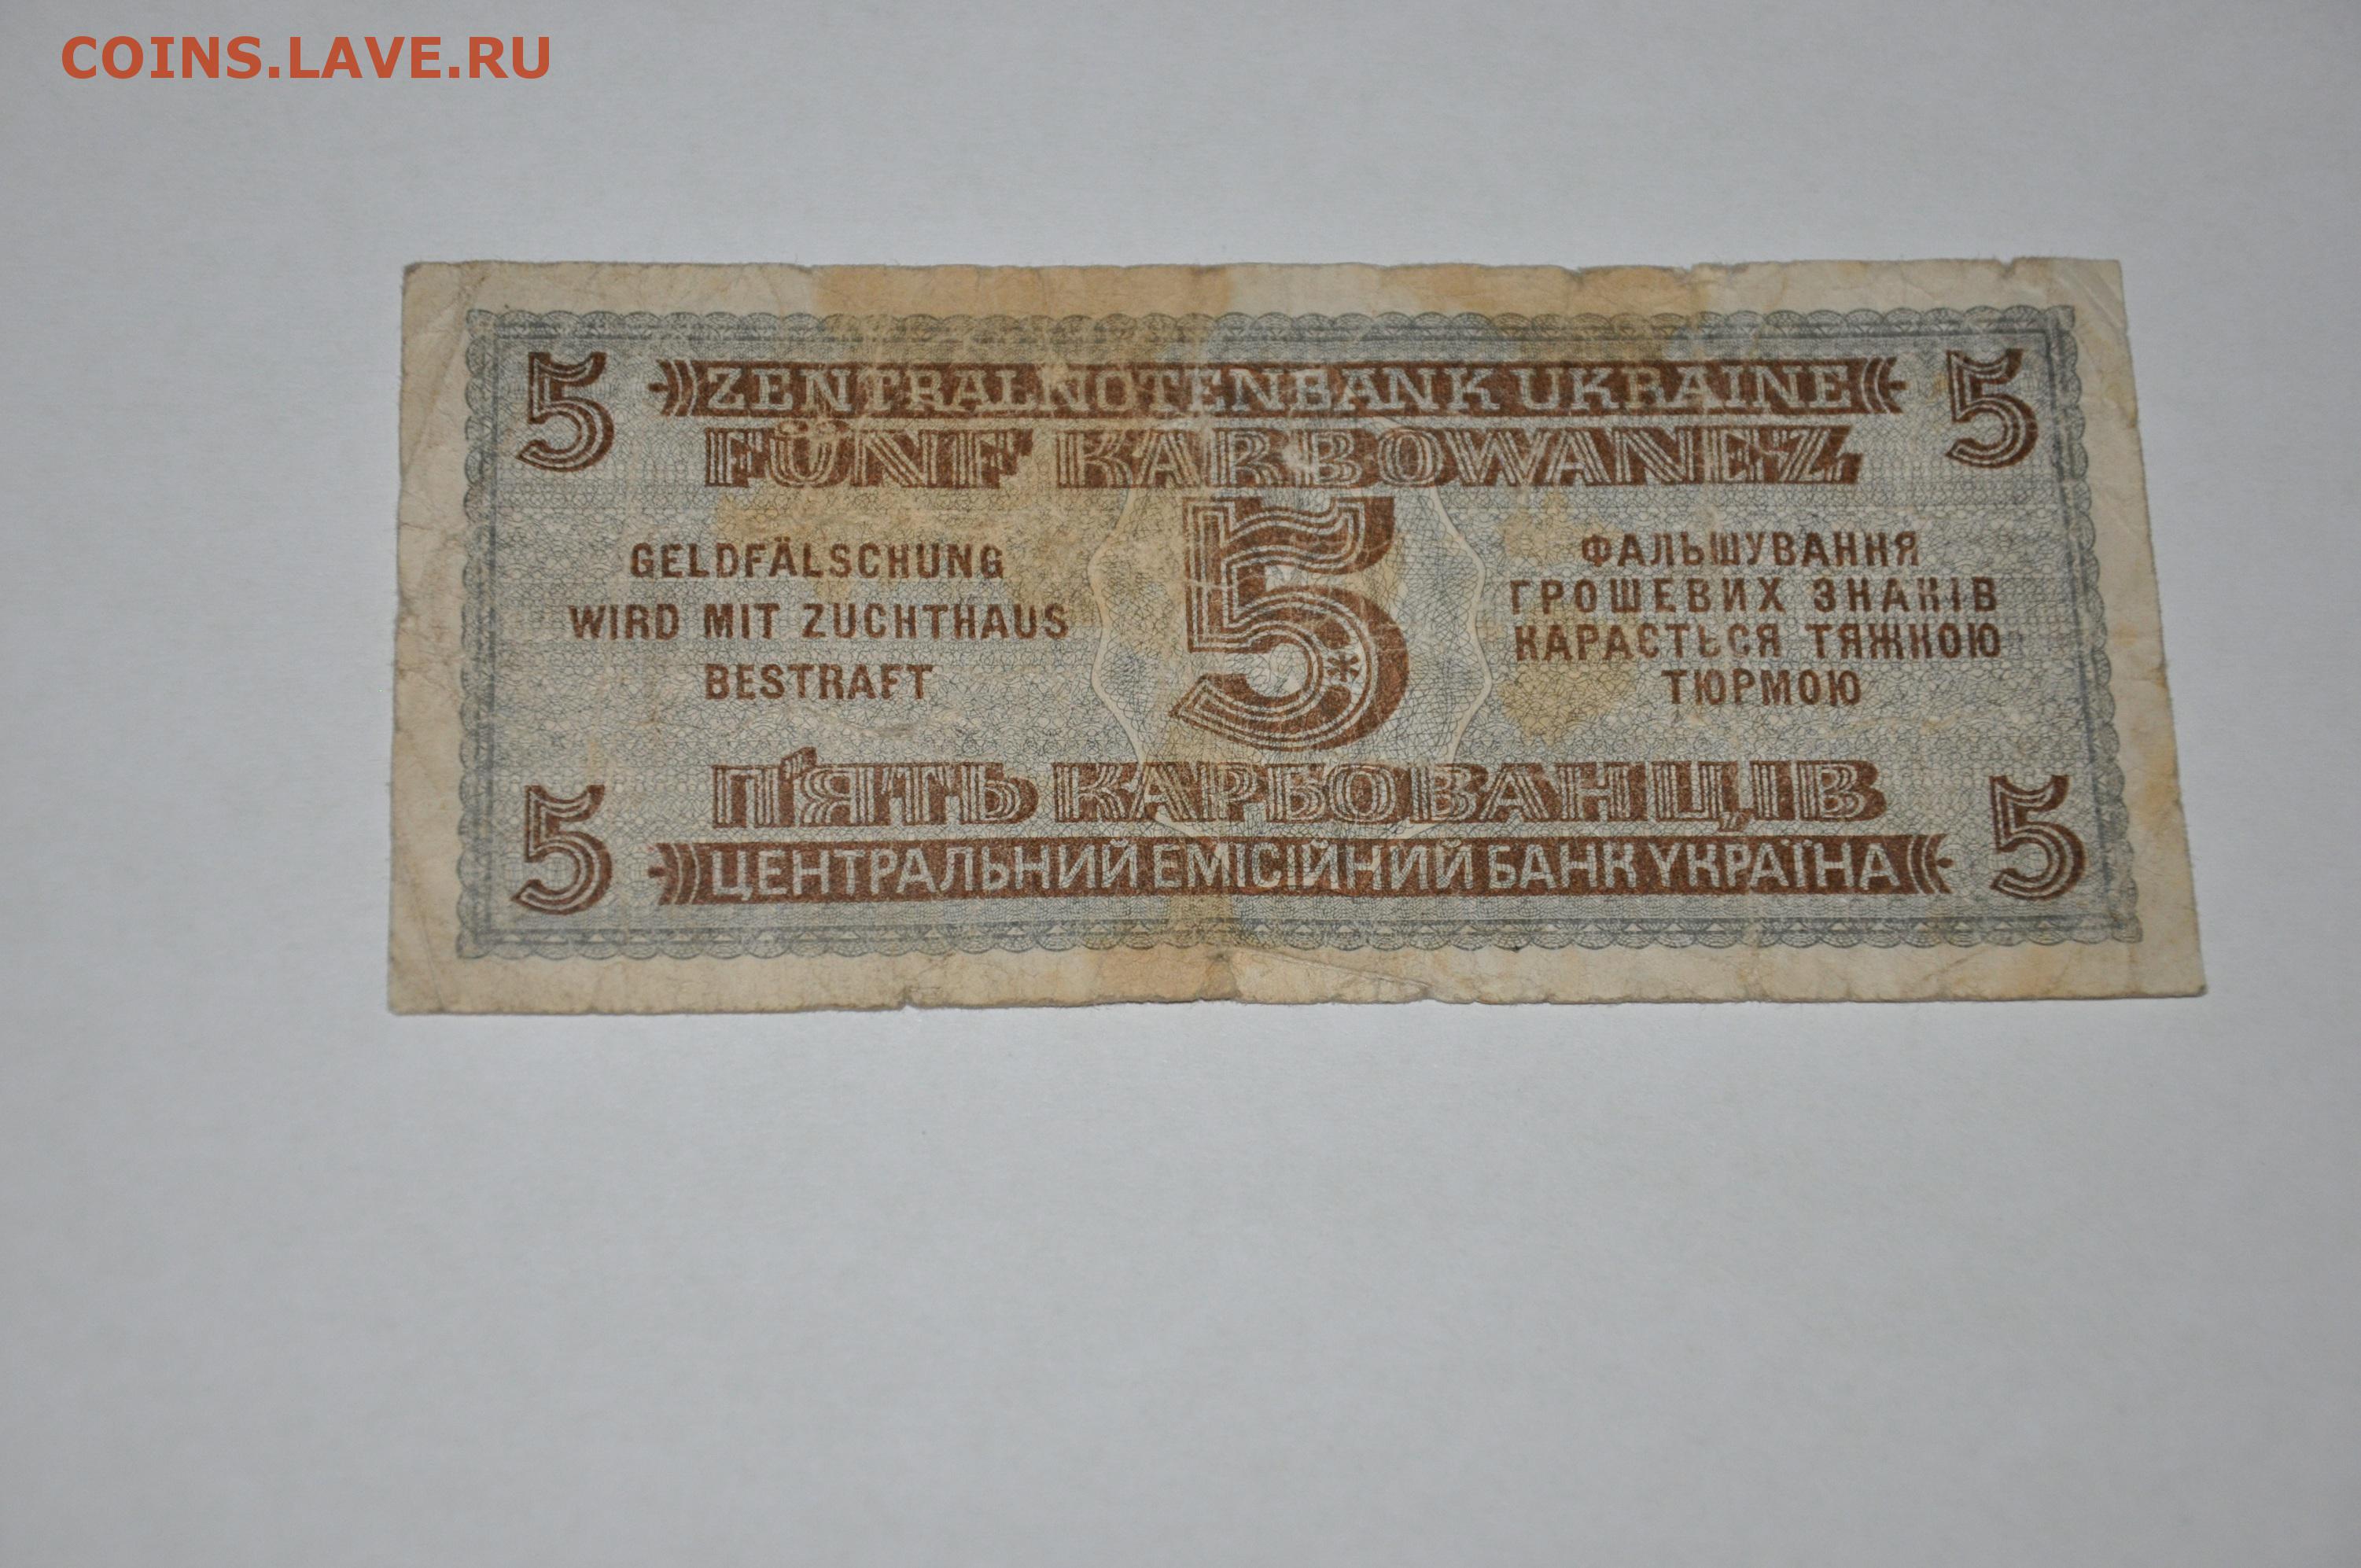 COINS.LAVE.RU
5 ZENTRALNOTENBANK UKRAINE 5
FÜNF KARBOWANEZ
5
GELDFÄLSCHUNG
WIRD MIT ZUCHTHAUS
BESTRAFT
ФАЛЬШУВАННЯ
ГРОШЕВИХ ЗНАКІВ
КАРАЄТЬСЯ ТЯЖКОЮ
ТЮРМОЮ
П'ЯТЬ КАРБОВАНЦІВ
5 ЦЕНТРАЛЬНИЙ ЕМІСІЙНИЙ БАНК УКРАЇНА 5